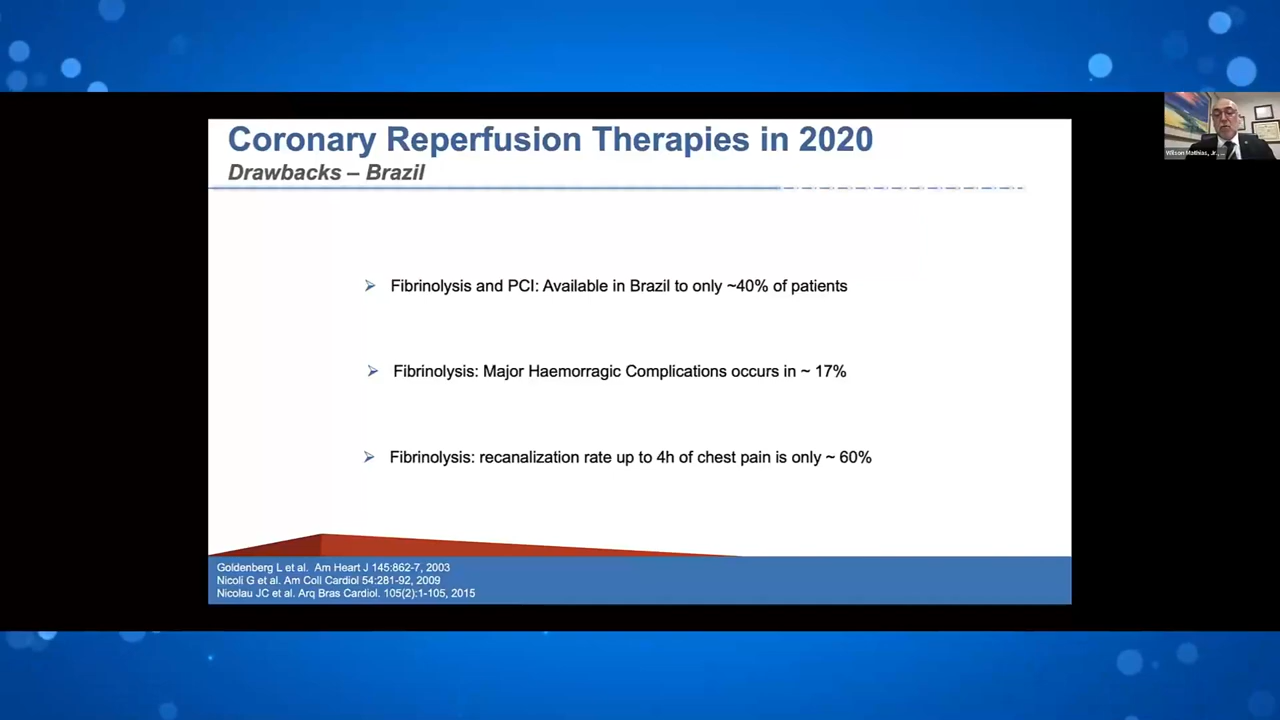 Coronary Reperfusion Therapies in 2020
Drawbacks – Brazil
Wilson Mathias, Jr.,...
➢ Fibrinolysis and PCI: Available in Brazil to only ~40% of patients
➢ Fibrinolysis: Major Haemorragic Complications occurs in ~ 17%
➢ Fibrinolysis: recanalization rate up to 4h of chest pain is only ~ 60%
Goldenberg L et al. Am Heart J 145:862-7, 2003
Nicoli G et al. Am Coll Cardiol 54:281-92, 2009
Nicolau JC et al. Arq Bras Cardiol. 105(2):1-105, 2015